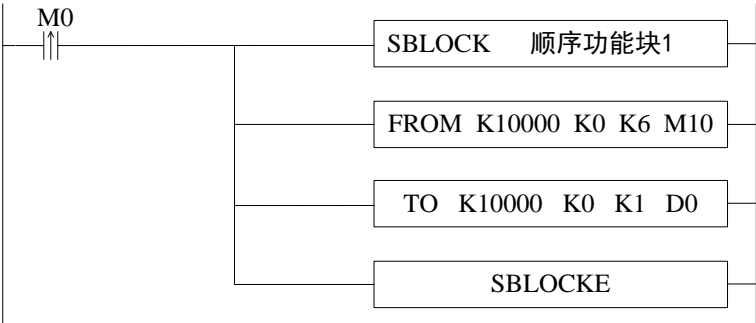 M0
SBLOCK 顺序功能块1
FROM K10000 K0 K6 M10
TO K10000 K0 K1 D0
SBLOCKE